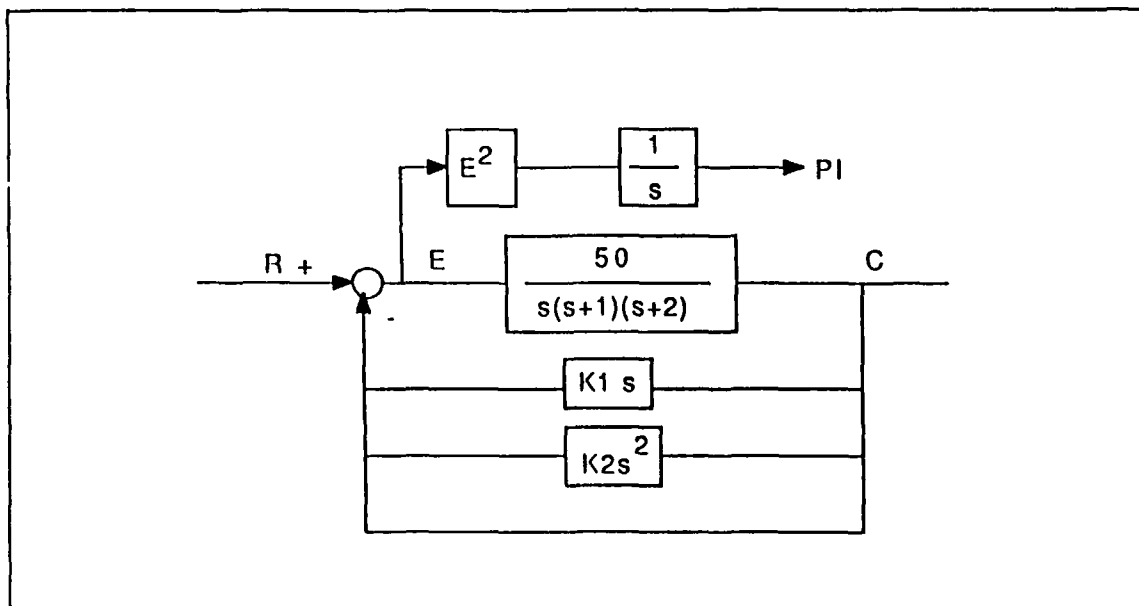 E²
1
s
PI
R +
E
50
s(s+1)(s+2)
C
-
K1 s
K2s²